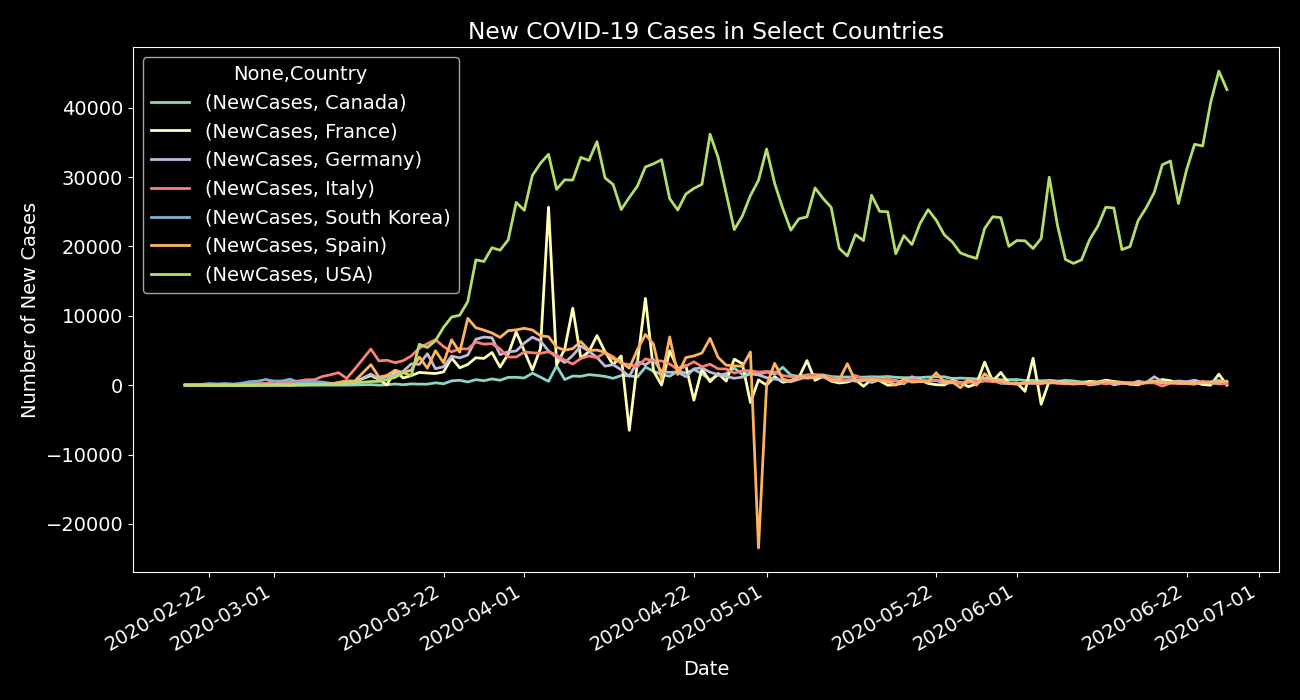 New COVID-19 Cases in Select Countries
None,Country
(NewCases, Canada)
(NewCases, France)
(NewCases, Germany)
(NewCases, Italy)
(NewCases, South Korea)
(NewCases, Spain)
(NewCases, USA)
Number of New Cases
40000
30000
20000
10000
0
−10000
−20000
2020-02-22
2020-03-01
2020-03-22
2020-04-01
2020-04-22
2020-05-01
2020-05-22
2020-06-01
2020-06-22
2020-07-01
Date